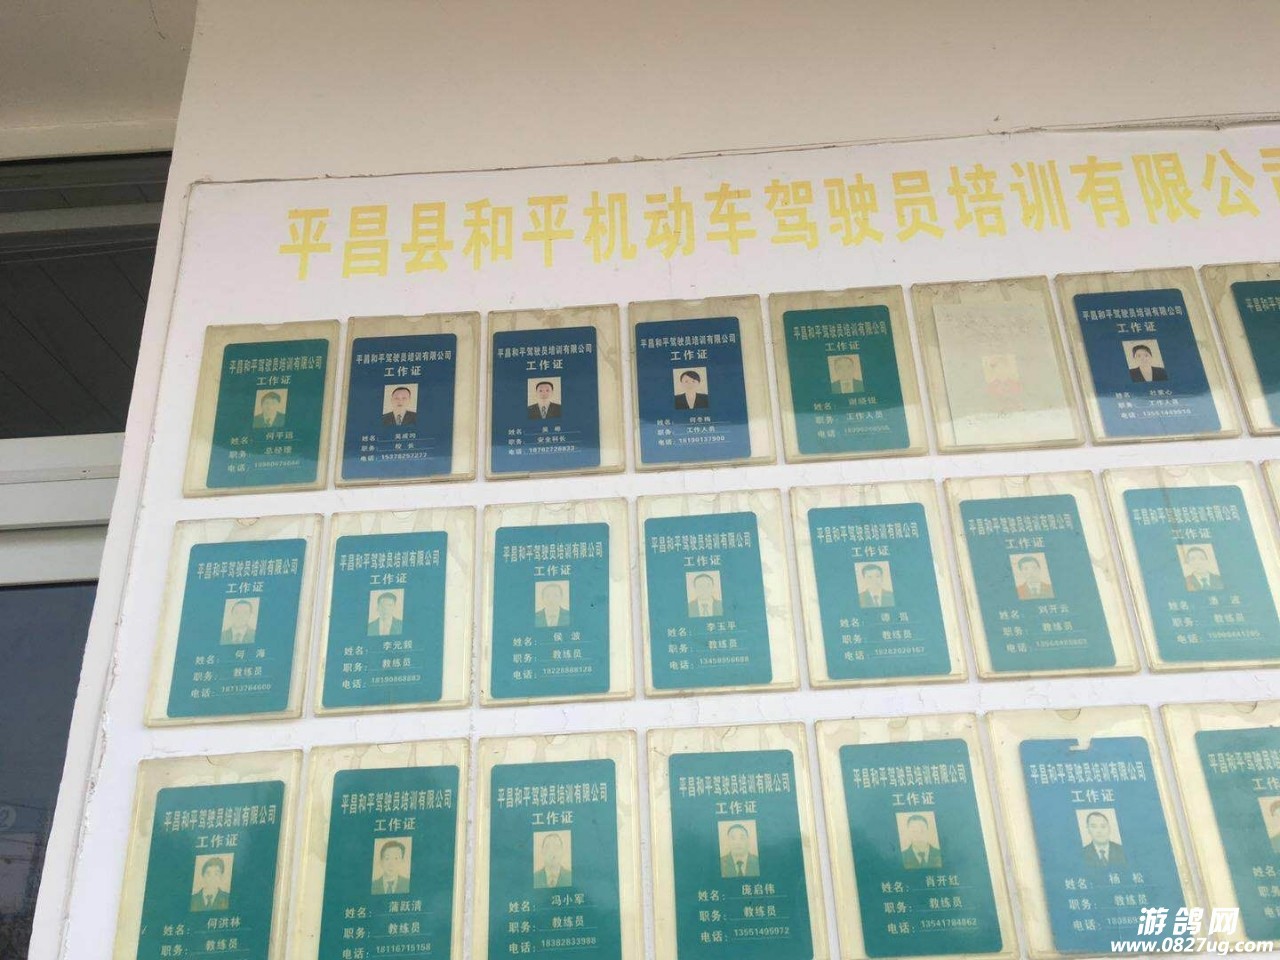 平昌县和平机动车驾驶员培训有限公司
平昌和平驾驶员培训有限公司
工作证
职务: 总经理
平昌和平驾驶员培训有限公司
工作证
职务: 校长
平昌和平驾驶员培训有限公司
工作证
职务: 安全科长
平昌和平驾驶员培训有限公司
工作证
职务: 工作人员
电话: 18190137900
平昌和平驾驶员培训有限公司
工作证
职务: 工作人员
平昌和平驾驶员培训有限公司
工作证
职务: 工作人员
平昌
平昌和平驾驶员培训有限公司
工作证
姓名: 何海
职务: 教练员
电话: 18113784600
平昌和平驾驶员培训有限公司
工作证
职务: 教练员
电话: 18180868883
平昌和平驾驶员培训有限公司
工作证
姓名: 侯波
职务: 教练员
电话: 18228868128
平昌和平驾驶员培训有限公司
工作证
姓名: 李玉平
职务: 教练员
电话: 13458356688
平昌和平驾驶员培训有限公司
工作证
职务: 教练员
电话: 18382620167
平昌和平驾驶员培训有限公司
工作证
姓名: 刘开云
职务: 教练员
平昌和平驾驶员培训有限公司
工作证
职务: 教练员
平昌和平驾驶员培训有限公司
工作证
姓名: 何洪林
职务: 教练员
平昌和平驾驶员培训有限公司
工作证
姓名: 蒲跃清
职务: 教练员
电话: 18116715158
平昌和平驾驶员培训有限公司
工作证
姓名: 冯小军
职务: 教练员
电话: 18382833998
平昌和平驾驶员培训有限公司
工作证
姓名: 庞启伟
职务: 教练员
电话: 13551495972
平昌和平驾驶员培训有限公司
工作证
姓名: 肖开红
职务: 教练员
电话: 13541764862
平昌和平驾驶员培训有限公司
工作证
姓名: 杨松
职务: 教练员
平昌和平驾驶员
游鸽网
www.0827ug.com